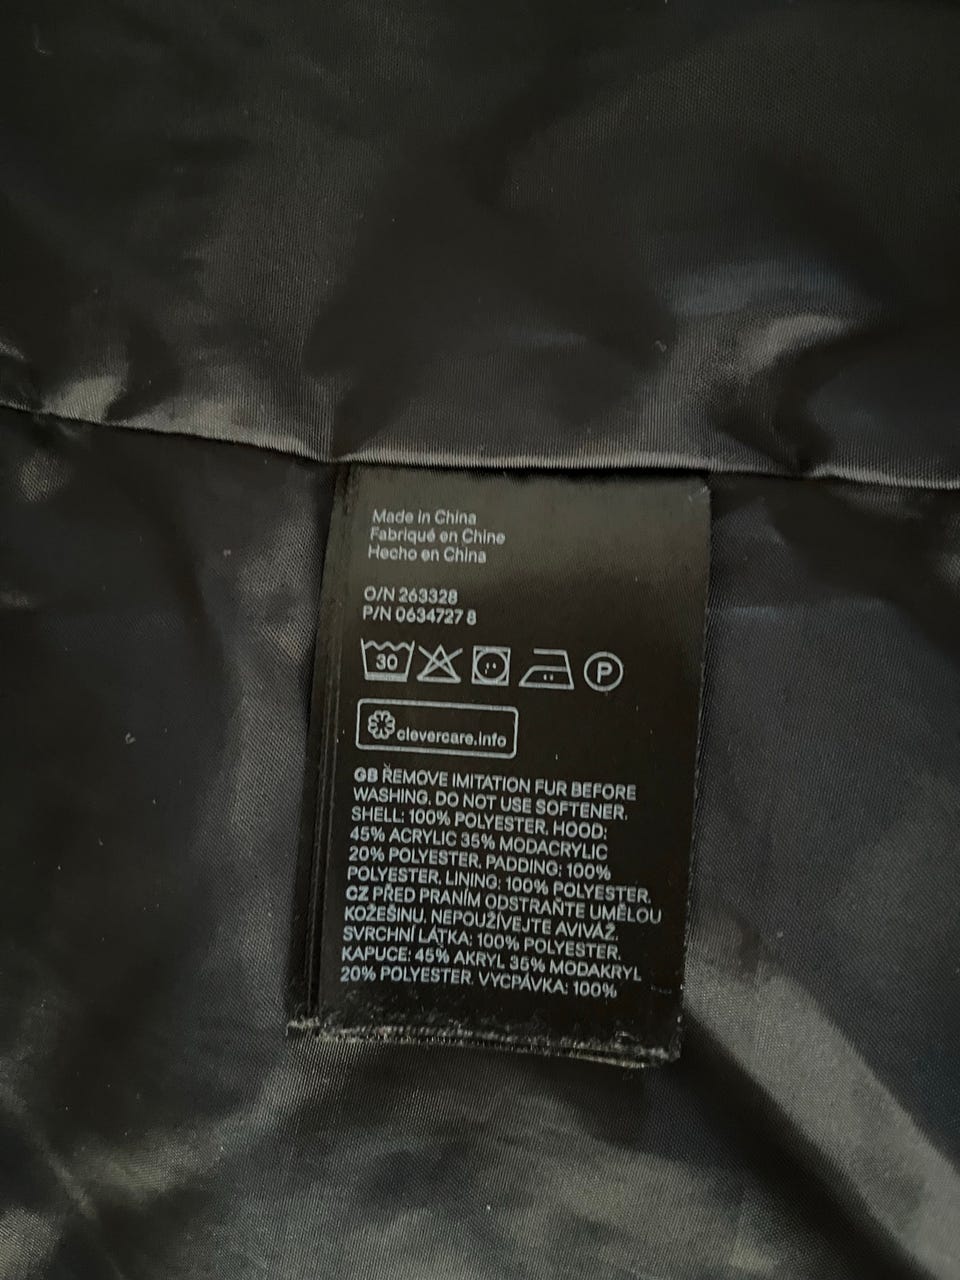 Made in China
Fabriqué en Chine
Hecho en China
O/N 263328
P/N 0634727 8
30
P
clevercare.info
GB REMOVE IMITATION FUR BEFORE
WASHING. DO NOT USE SOFTENER.
SHELL: 100% POLYESTER. HOOD:
45% ACRYLIC 35% MODACRYLIC
20% POLYESTER. PADDING: 100%
POLYESTER. LINING: 100% POLYESTER.
CZ PŘED PRANÍM ODSTRAŇTE UMĚLOU
KOŽEŠINU. NEPOUŽÍVEJTE AVIVÁŽ.
SVRCHNÍ LÁTKA: 100% POLYESTER.
KAPUCE: 45% AKRYL 35% MODAKRYL
20% POLYESTER. VYCPÁVKA: 100%